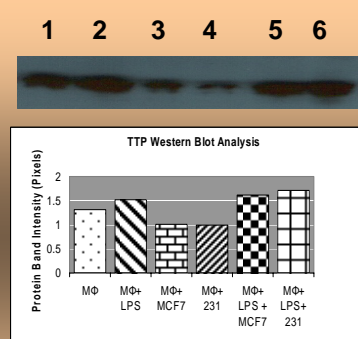 1 2 3 4 5 6
TTP Western Blot Analysis
Protein Band Intensity (Pixels)
2
1.5
1
0.5
0
MΦ MΦ+ MΦ+ MΦ+ MΦ+ MΦ+
LPS MCF7 231 LPS + LPS+
MCF7 231